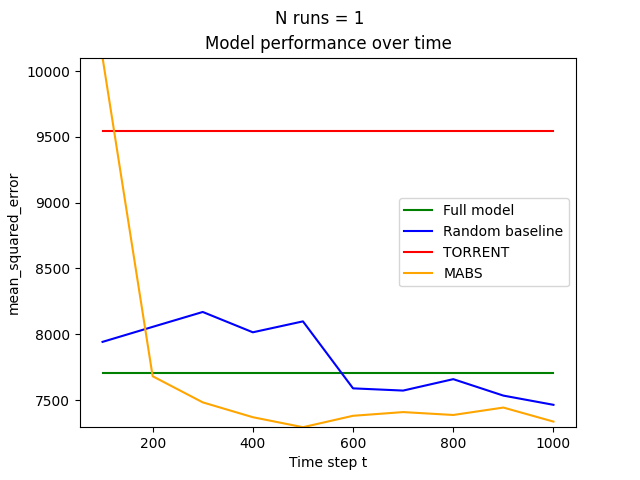 N runs = 1
Model performance over time
mean_squared_error
10000
9500
9000
8500
8000
7500
Full model
Random baseline
TORRENT
MABS
200
400
600
800
1000
Time step t